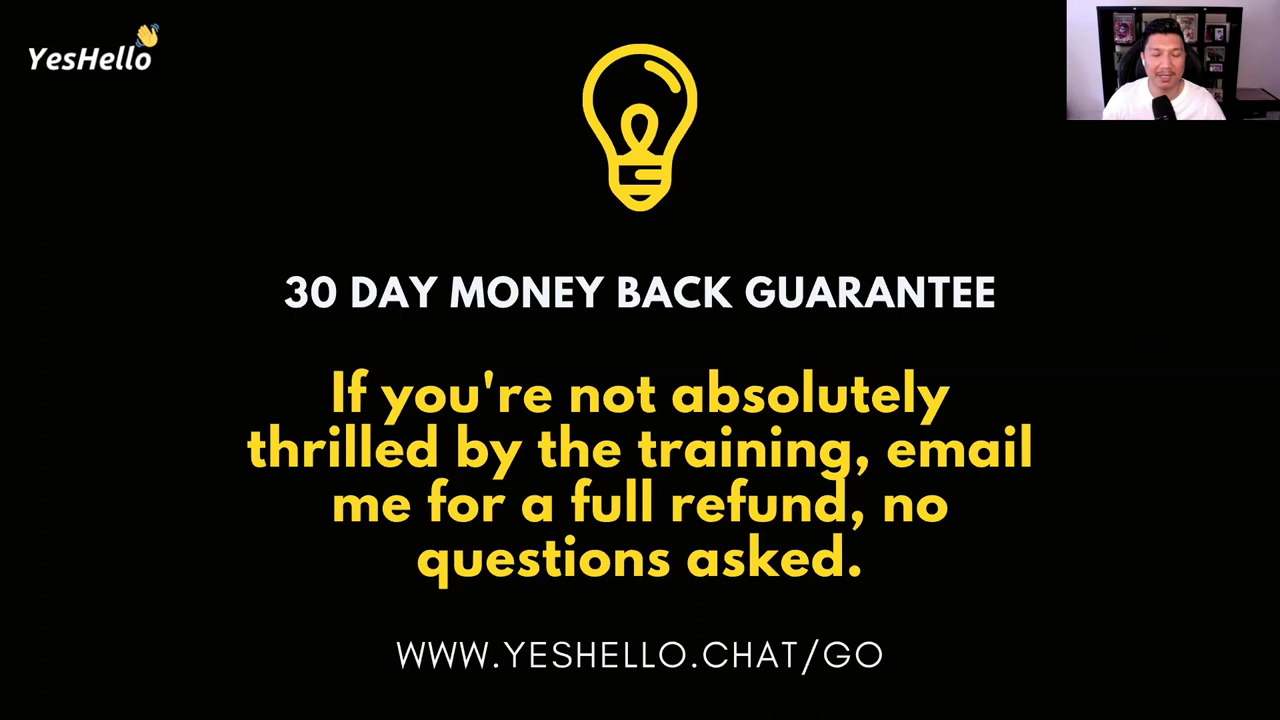 YesHello
30 DAY MONEY BACK GUARANTEE
If you're not absolutely
thrilled by the training, email
me for a full refund, no
questions asked.
WWW.YESHELLO.CHAT/GO